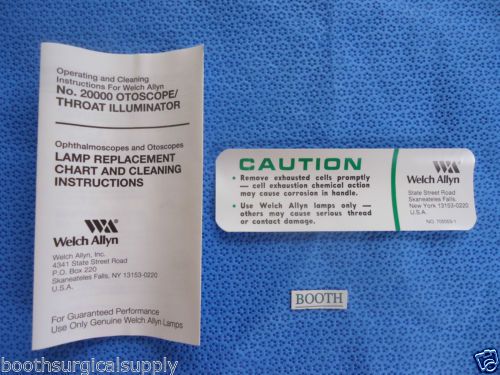 Operating and Cleaning
Instructions For Welch Allyn
No. 20000 OTOSCOPE/
THROAT ILLUMINATOR
Ophthalmoscopes and Otoscopes
LAMP REPLACEMENT
CHART AND CLEANING
INSTRUCTIONS
WA
Welch Allyn
Welch Allyn, Inc.
4341 State Street Road
P.O. Box 220
Skaneateles Falls, NY 13153-0220
U.S.A.
For Guaranteed Performance
Use Only Genuine Welch Allyn Lamps
CAUTION
• Remove exhausted cells promptly
— cell exhaustion chemical action
may cause corrosion in handle.
• Use Welch Allyn lamps only —
others may cause serious thread
or contact damage.
WA
Welch Allyn
State Street Road
Skaneateles Falls,
New York 13153-0220
U.S.A.
BOOTH
boothsurgicalsupply